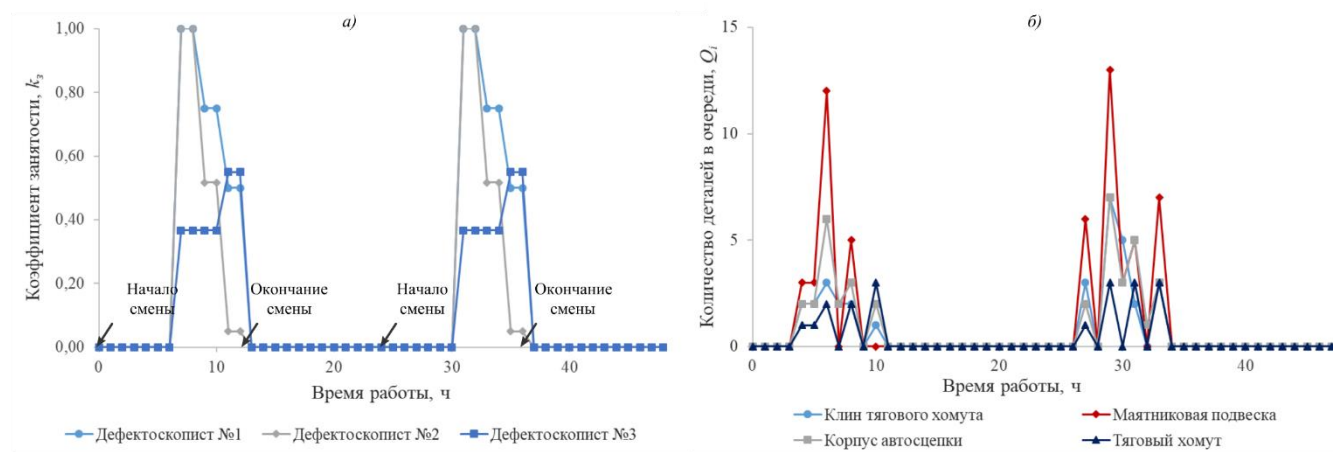 а)
Коэффициент занятости, kз
1,00
0,80
0,60
0,40
0,20
0,00
Начало
смены
Окончание
смены
Начало
смены
Окончание
смены
0
10
20
30
40
Время работы, ч
Дефектоскопист №1
Дефектоскопист №2
Дефектоскопист №3
б)
Количество деталей в очереди, Qi
15
10
5
0
0
10
20
30
40
Время работы, ч
Клин тягового хомута
Маятниковая подвеска
Корпус автосцепки
Тяговый хомут